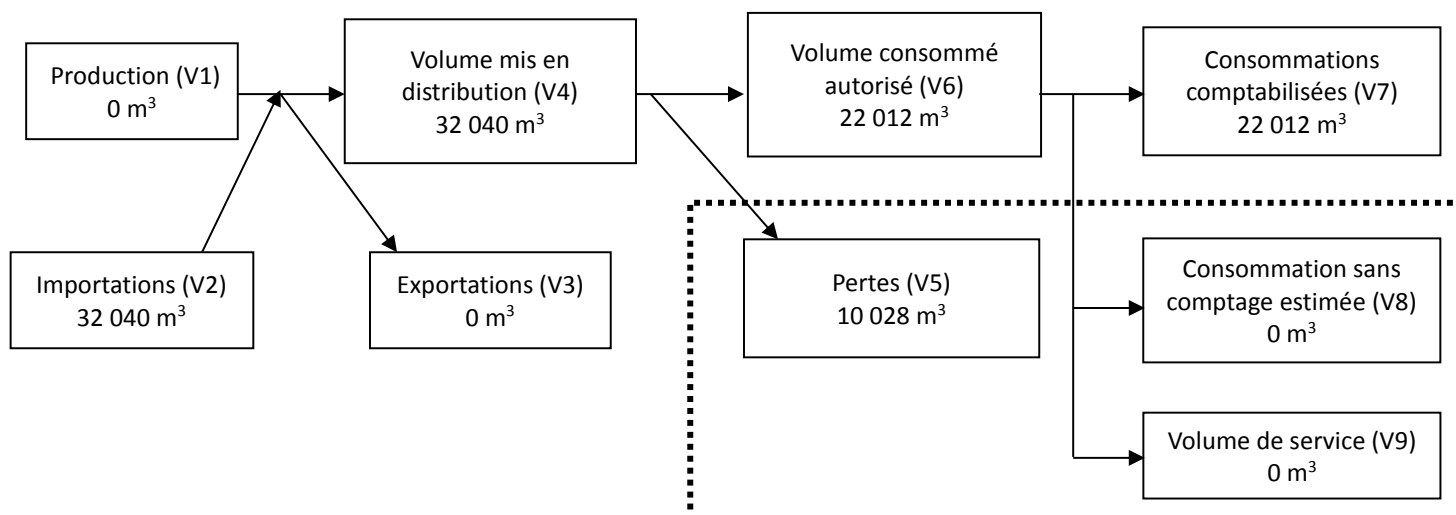 Production (V1)
0 m³
Volume mis en
distribution (V4)
32 040 m³
Volume consommé
autorisé (V6)
22 012 m³
Consommations
comptabilisées (V7)
22 012 m³
Importations (V2)
32 040 m³
Exportations (V3)
0 m³
Pertes (V5)
10 028 m³
Consommation sans
comptage estimée (V8)
0 m³
Volume de service (V9)
0 m³